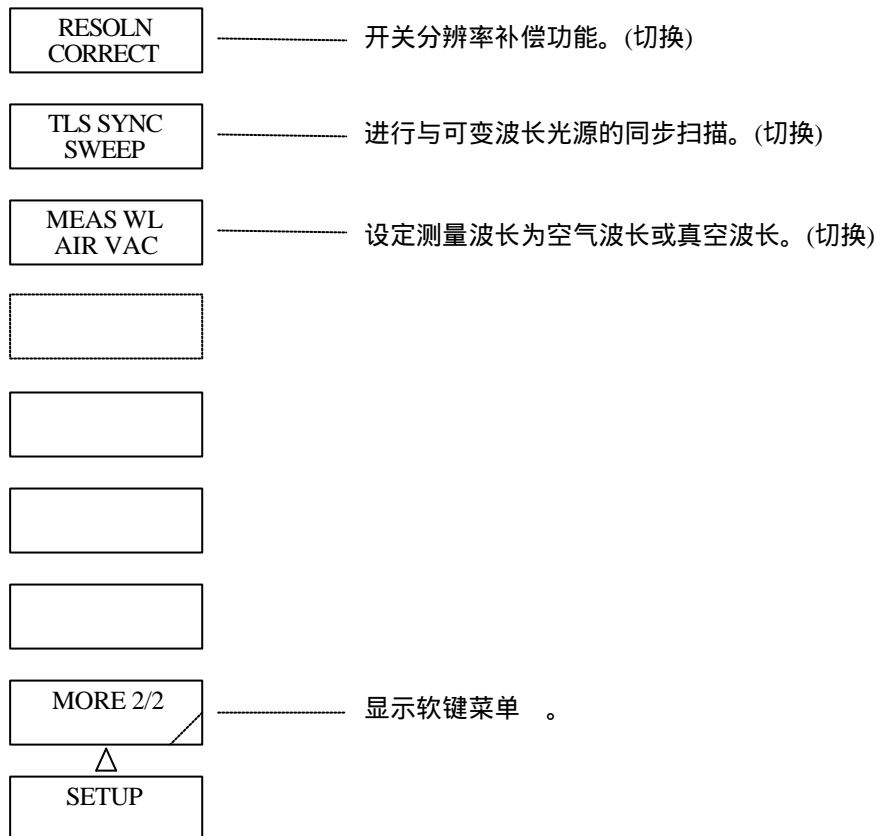 RESOLN
CORRECT
开关分辨率补偿功能。(切换)
TLS SYNC
SWEEP
进行与可变波长光源的同步扫描。(切换)
MEAS WL
AIR VAC
设定测量波长为空气波长或真空波长。(切换)
MORE 2/2
显示软键菜单 。
SETUP